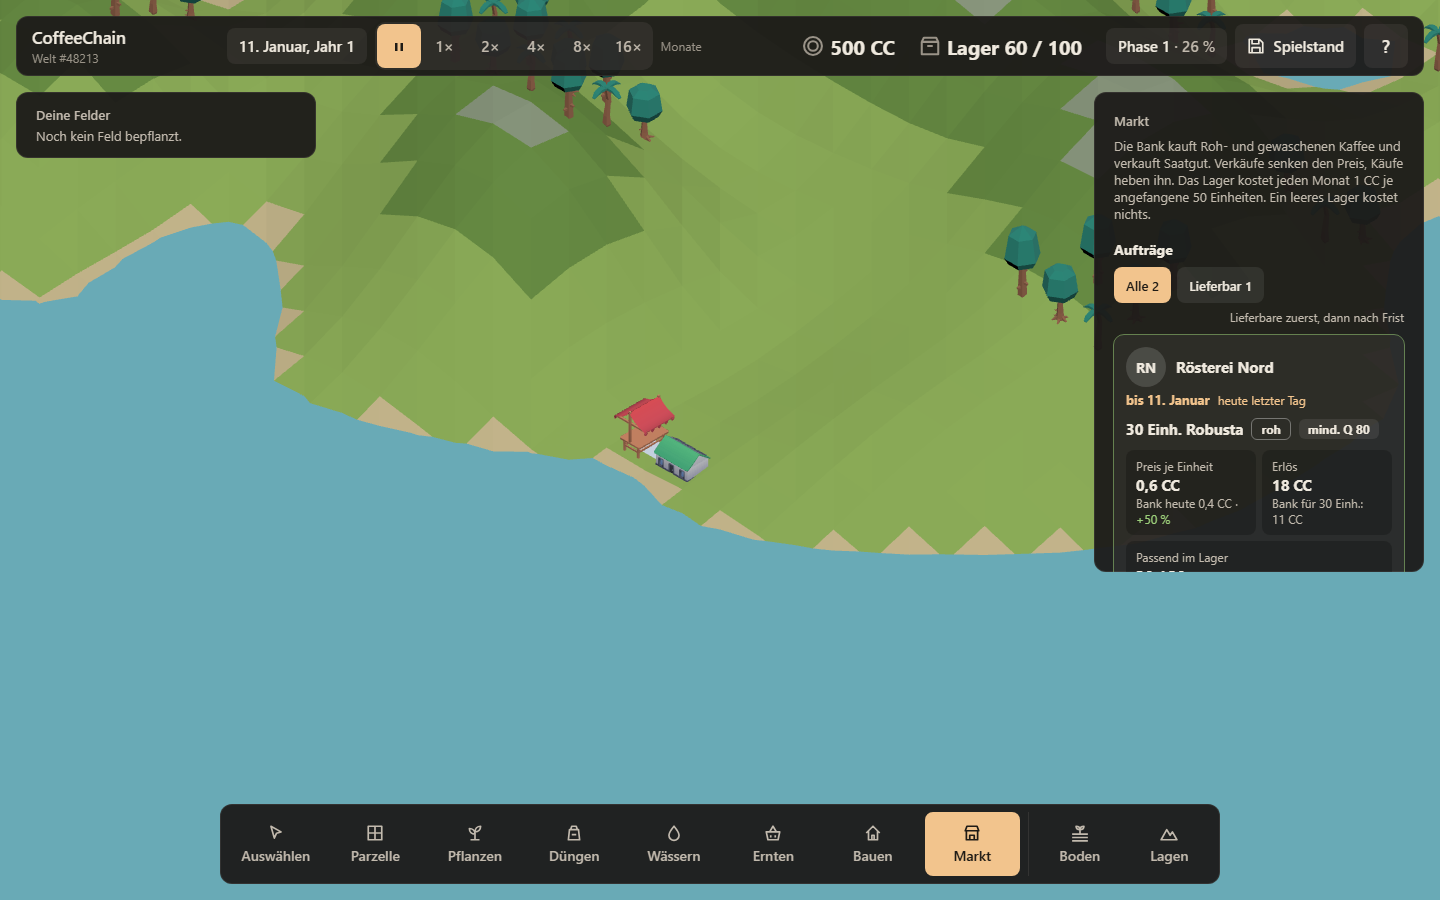 CoffeeChain
Welt #48213
11. Januar, Jahr 1
1×
2×
4×
8×
16×
Monate
500 CC
Lager 60 / 100
Phase 1 · 26 %
Spielstand
?
Deine Felder
Noch kein Feld bepflanzt.
Markt
Die Bank kauft Roh- und gewaschenen Kaffee und
verkauft Saatgut. Verkäufe senken den Preis, Käufe
heben ihn. Das Lager kostet jeden Monat 1 CC je
angefangene 50 Einheiten. Ein leeres Lager kostet
nichts.
Aufträge
Alle 2
Lieferbar 1
Lieferbare zuerst, dann nach Frist
RN
Rösterei Nord
bis 11. Januar heute letzter Tag
30 Einh. Robusta
roh
mind. Q 80
Preis je Einheit
0,6 CC
Bank heute 0,4 CC ·
+50 %
Erlös
18 CC
Bank für 30 Einh.:
11 CC
Passend im Lager
Auswählen
Parzelle
Pflanzen
Düngen
Wässern
Ernten
Bauen
Markt
Boden
Lagen